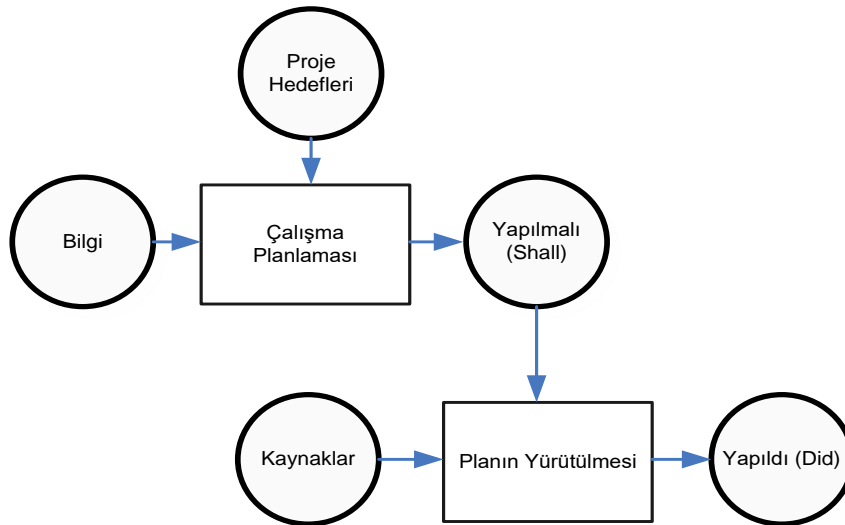 Proje
Hedefleri
Bilgi
Çalışma
Planlaması
Yapılmalı
(Shall)
Kaynaklar
Planın Yürütülmesi
Yapıldı (Did)